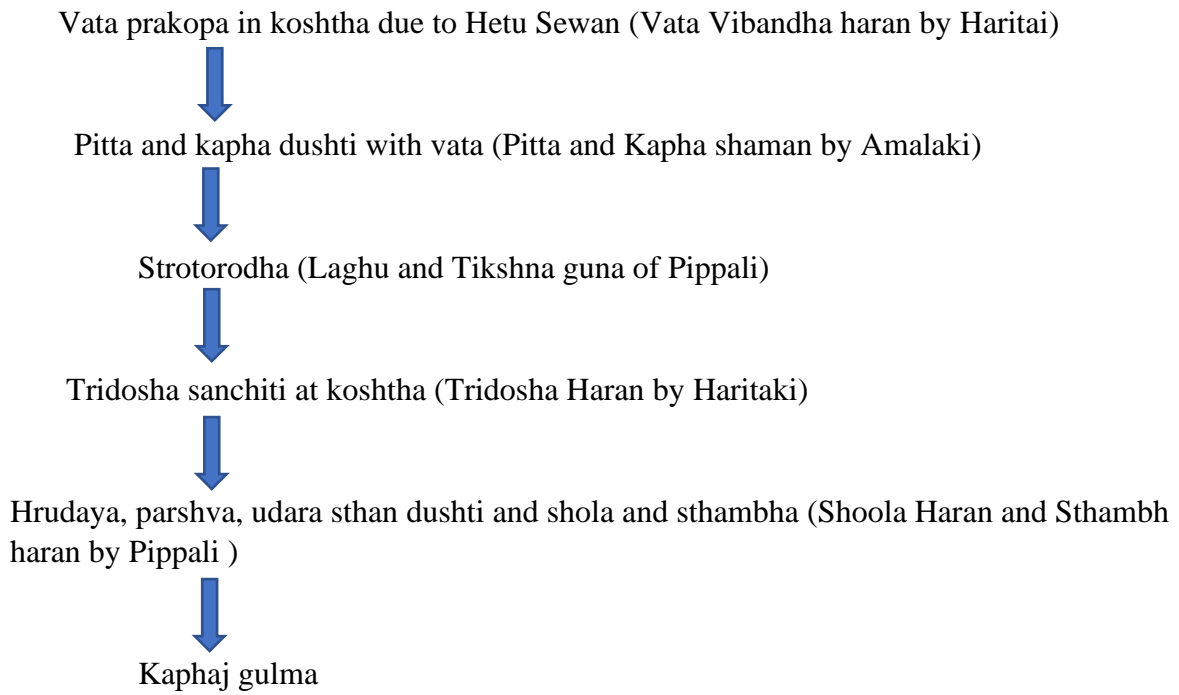 Vata prakopa in koshtha due to Hetu Sewan (Vata Vibandha haran by Haritai)
Pitta and kapha dushti with vata (Pitta and Kapha shaman by Amalaki)
Strotorodha (Laghu and Tikshna guna of Pippali)
Tridosha sanchiti at koshtha (Tridosha Haran by Haritaki)
Hrudaya, parshva, udara sthan dushti and shola and sthambha (Shoola Haran and Sthambh
haran by Pippali )
Kaphaj gulma